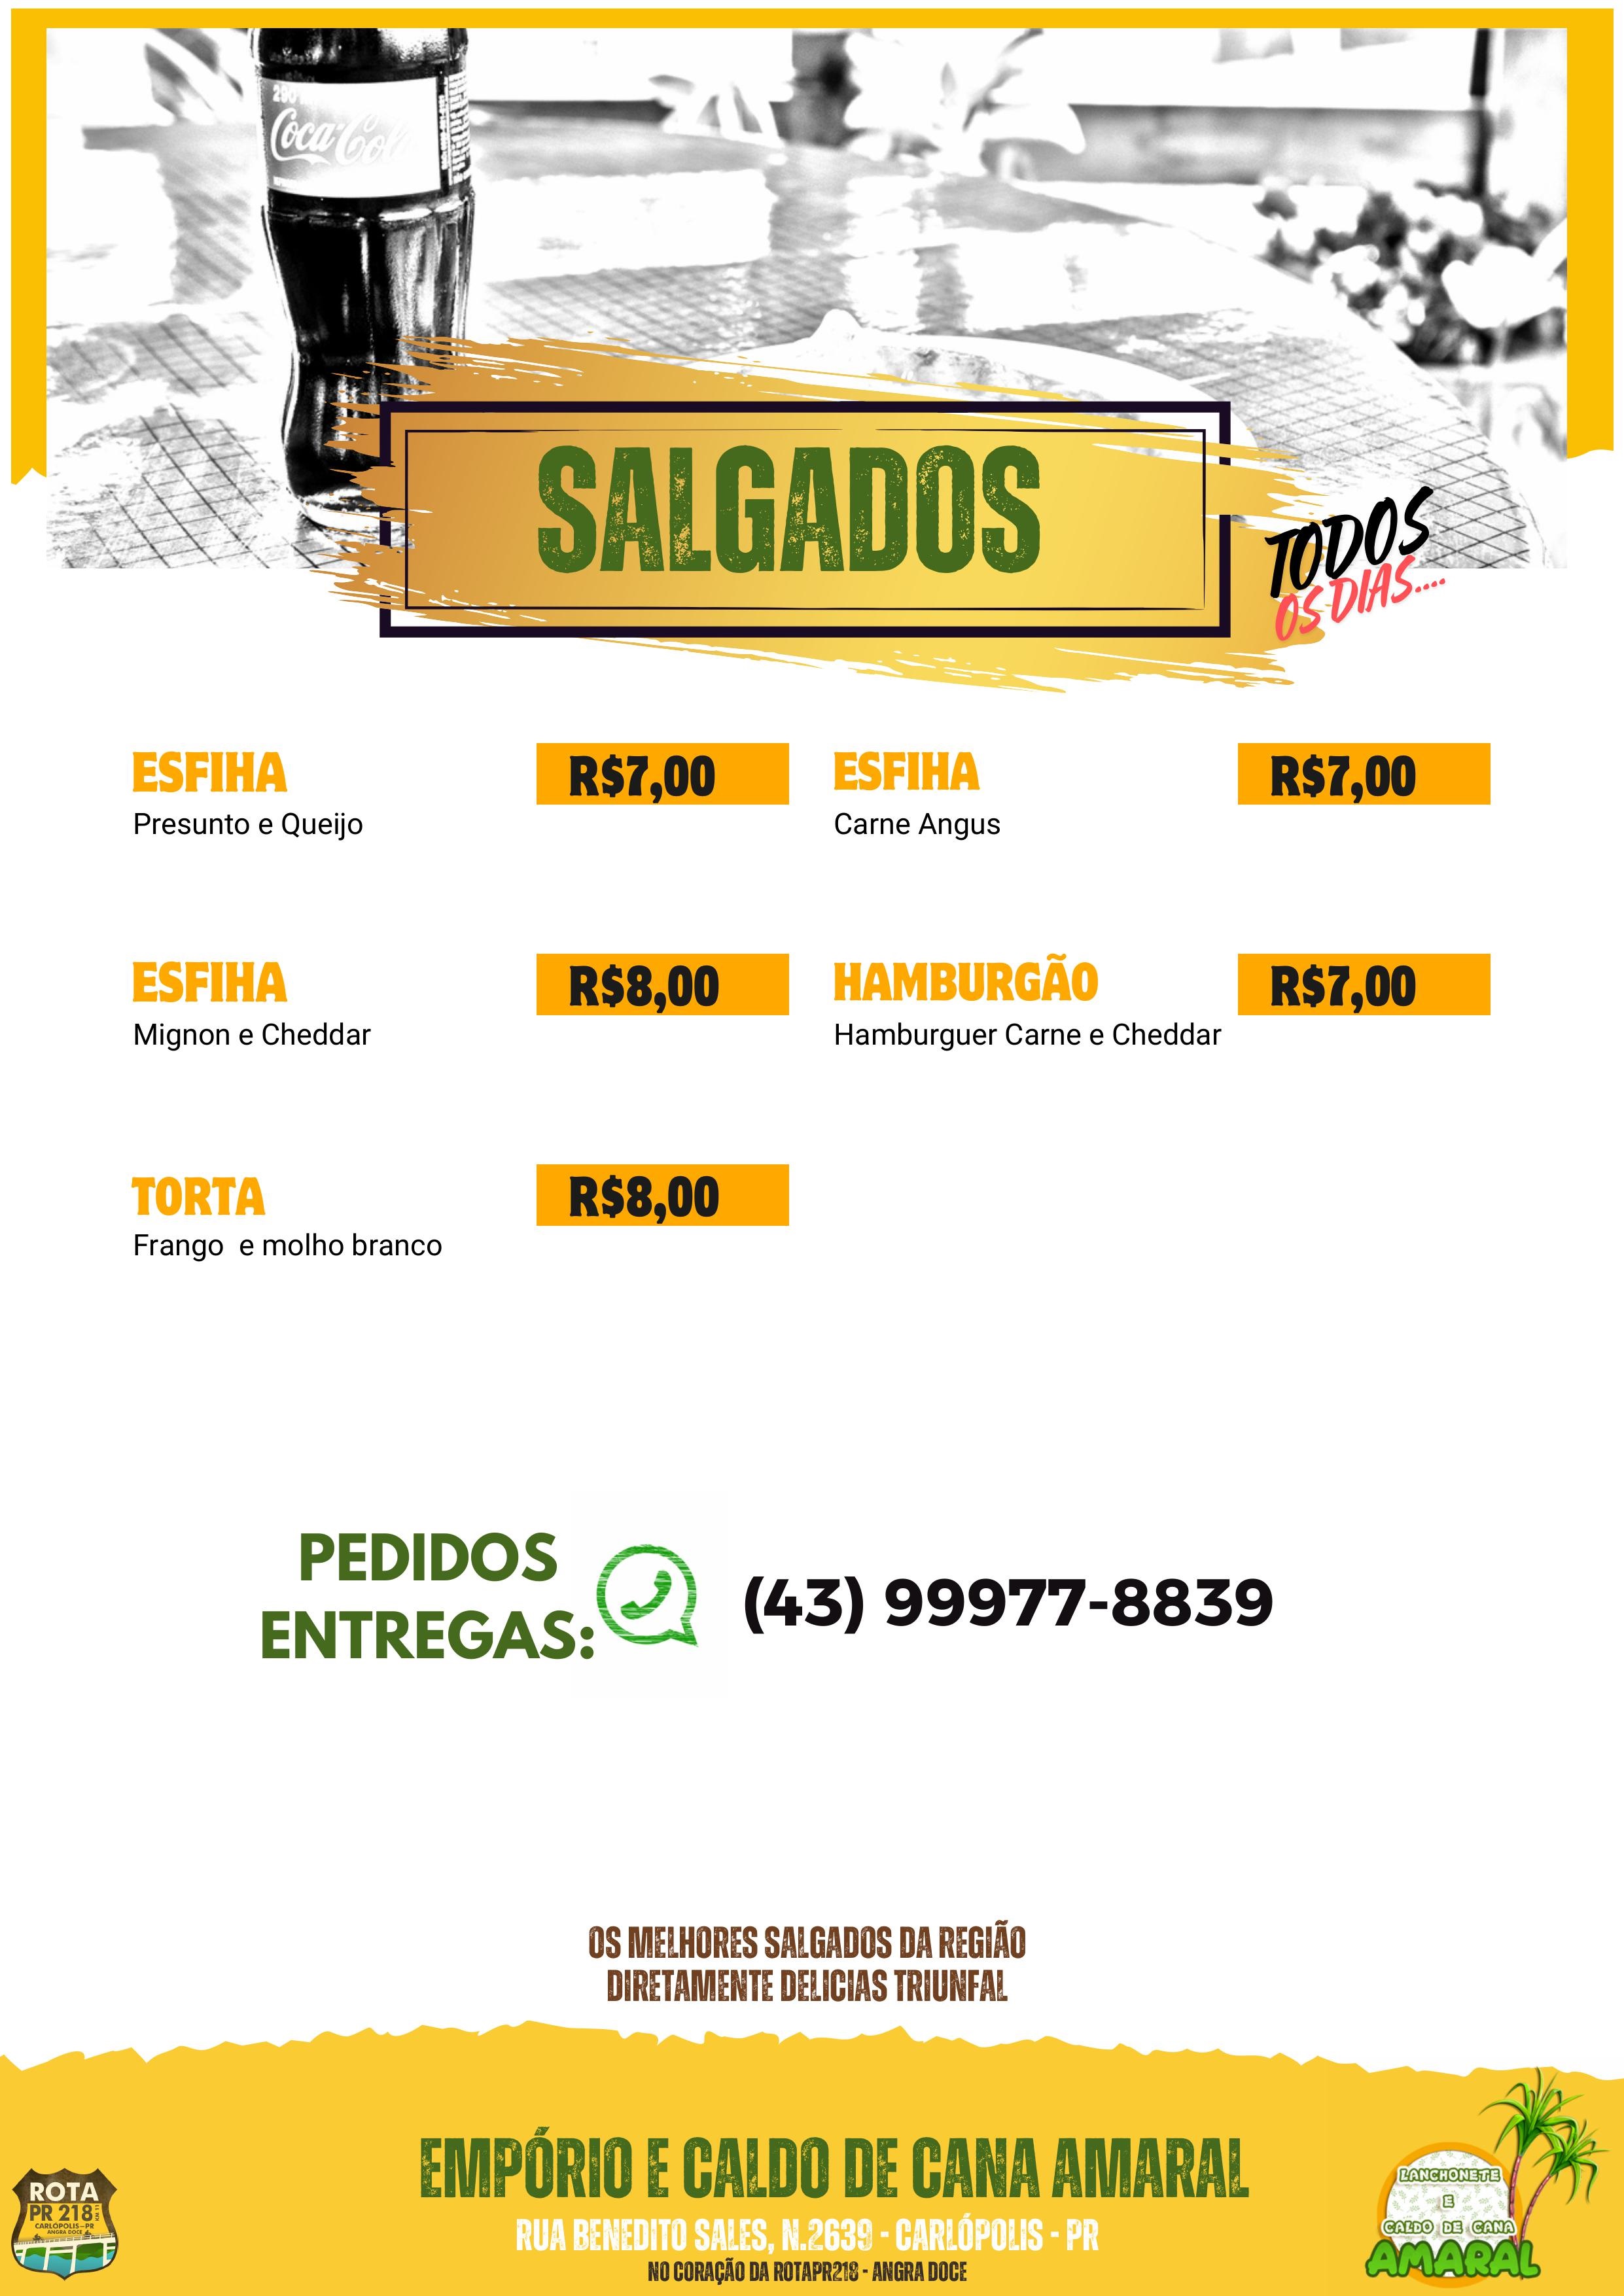 290
Coca-Cola
SALGADOS
TODOS
OS DIAS....
ESFIHA
R$7,00
Presunto e Queijo
ESFIHA
R$7,00
Carne Angus
ESFIHA
R$8,00
Mignon e Cheddar
HAMBURGÃO
R$7,00
Hamburguer Carne e Cheddar
TORTA
R$8,00
Frango  e molho branco
PEDIDOS
ENTREGAS:
(43) 99977-8839
OS MELHORES SALGADOS DA REGIÃO
DIRETAMENTE DELICIAS TRIUNFAL
EMPÓRIO E CALDO DE CANA AMARAL
RUA BENEDITO SALES, N.2639 - CARLÓPOLIS - PR
NO CORAÇÃO DA ROTAPR218 - ANGRA DOCE
ROTA
PR 218
CARLÓPOLIS-PR
ANGRA DOCE
LANCHONETE
E
CALDO DE CANA
AMARAL